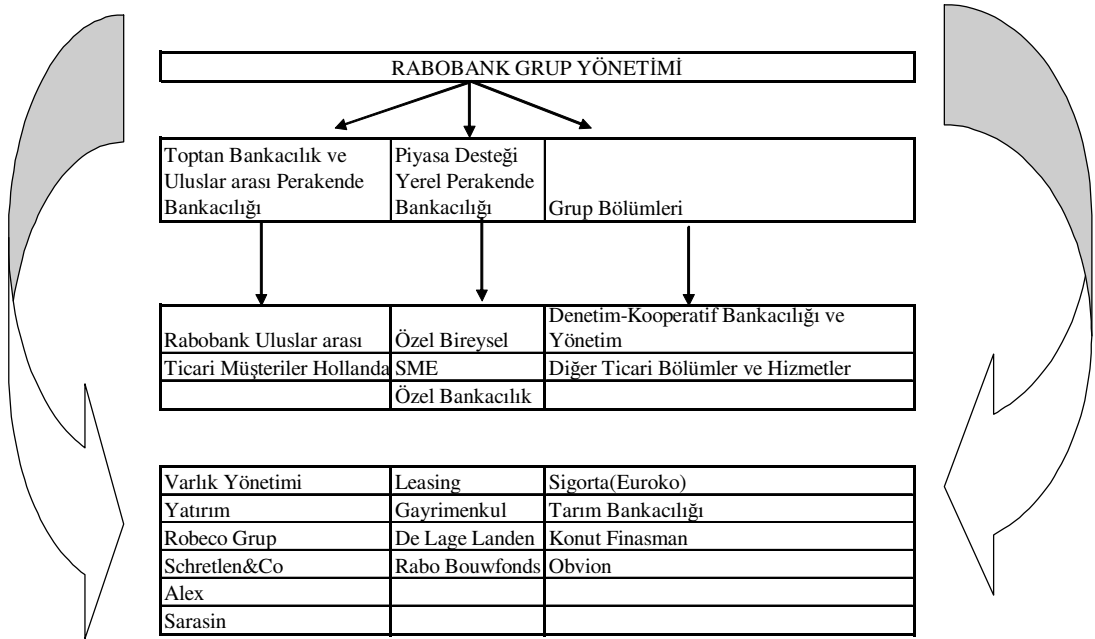 RABOBANK GRUP YÖNETİMİ
Toptan Bankacılık ve
Uluslar arası Perakende
Bankacılığı
Piyasa Desteği
Yerel Perakende
Bankacılığı
Grup Bölümleri
Rabobank Uluslar arası
Özel Bireysel
Denetim-Kooperatif Bankacılığı ve
Yönetim
Ticari Müşteriler Hollanda
SME
Diğer Ticari Bölümler ve Hizmetler
Özel Bankacılık
Varlık Yönetimi
Leasing
Sigorta(Euroko)
Yatırım
Gayrimenkul
Tarım Bankacılığı
Robeco Grup
De Lage Landen
Konut Finasman
Schretlen&Co
Rabo Bouwfonds
Obvion
Alex
Sarasin